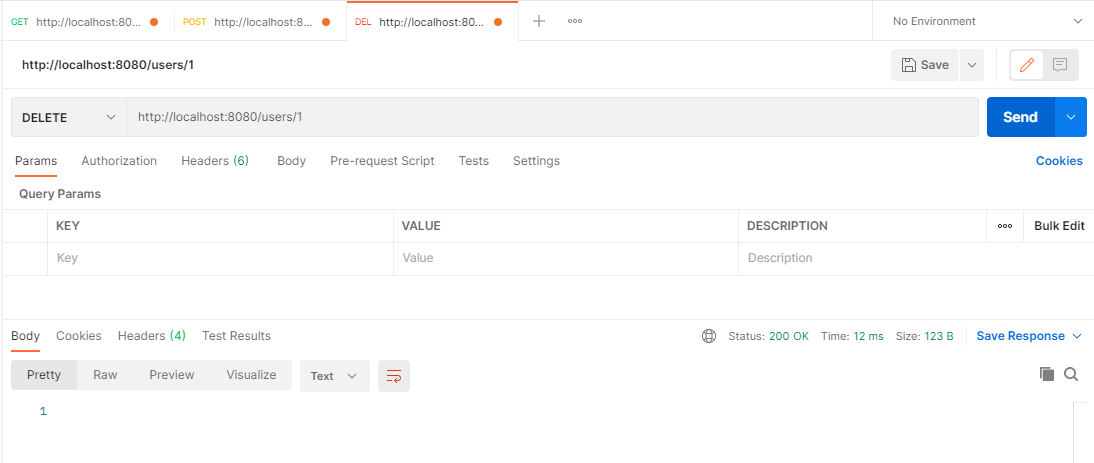 GET http://localhost:80... POST http://localhost:8... DEL http://localhost:80... No Environment
http://localhost:8080/users/1 Save
DELETE http://localhost:8080/users/1 Send
Params Authorization Headers (6) Body Pre-request Script Tests Settings Cookies
Query Params
KEY VALUE DESCRIPTION Bulk Edit
Key Value Description
Body Cookies Headers (4) Test Results Status: 200 OK Time: 12 ms Size: 123 B Save Response
Pretty Raw Preview Visualize Text
1